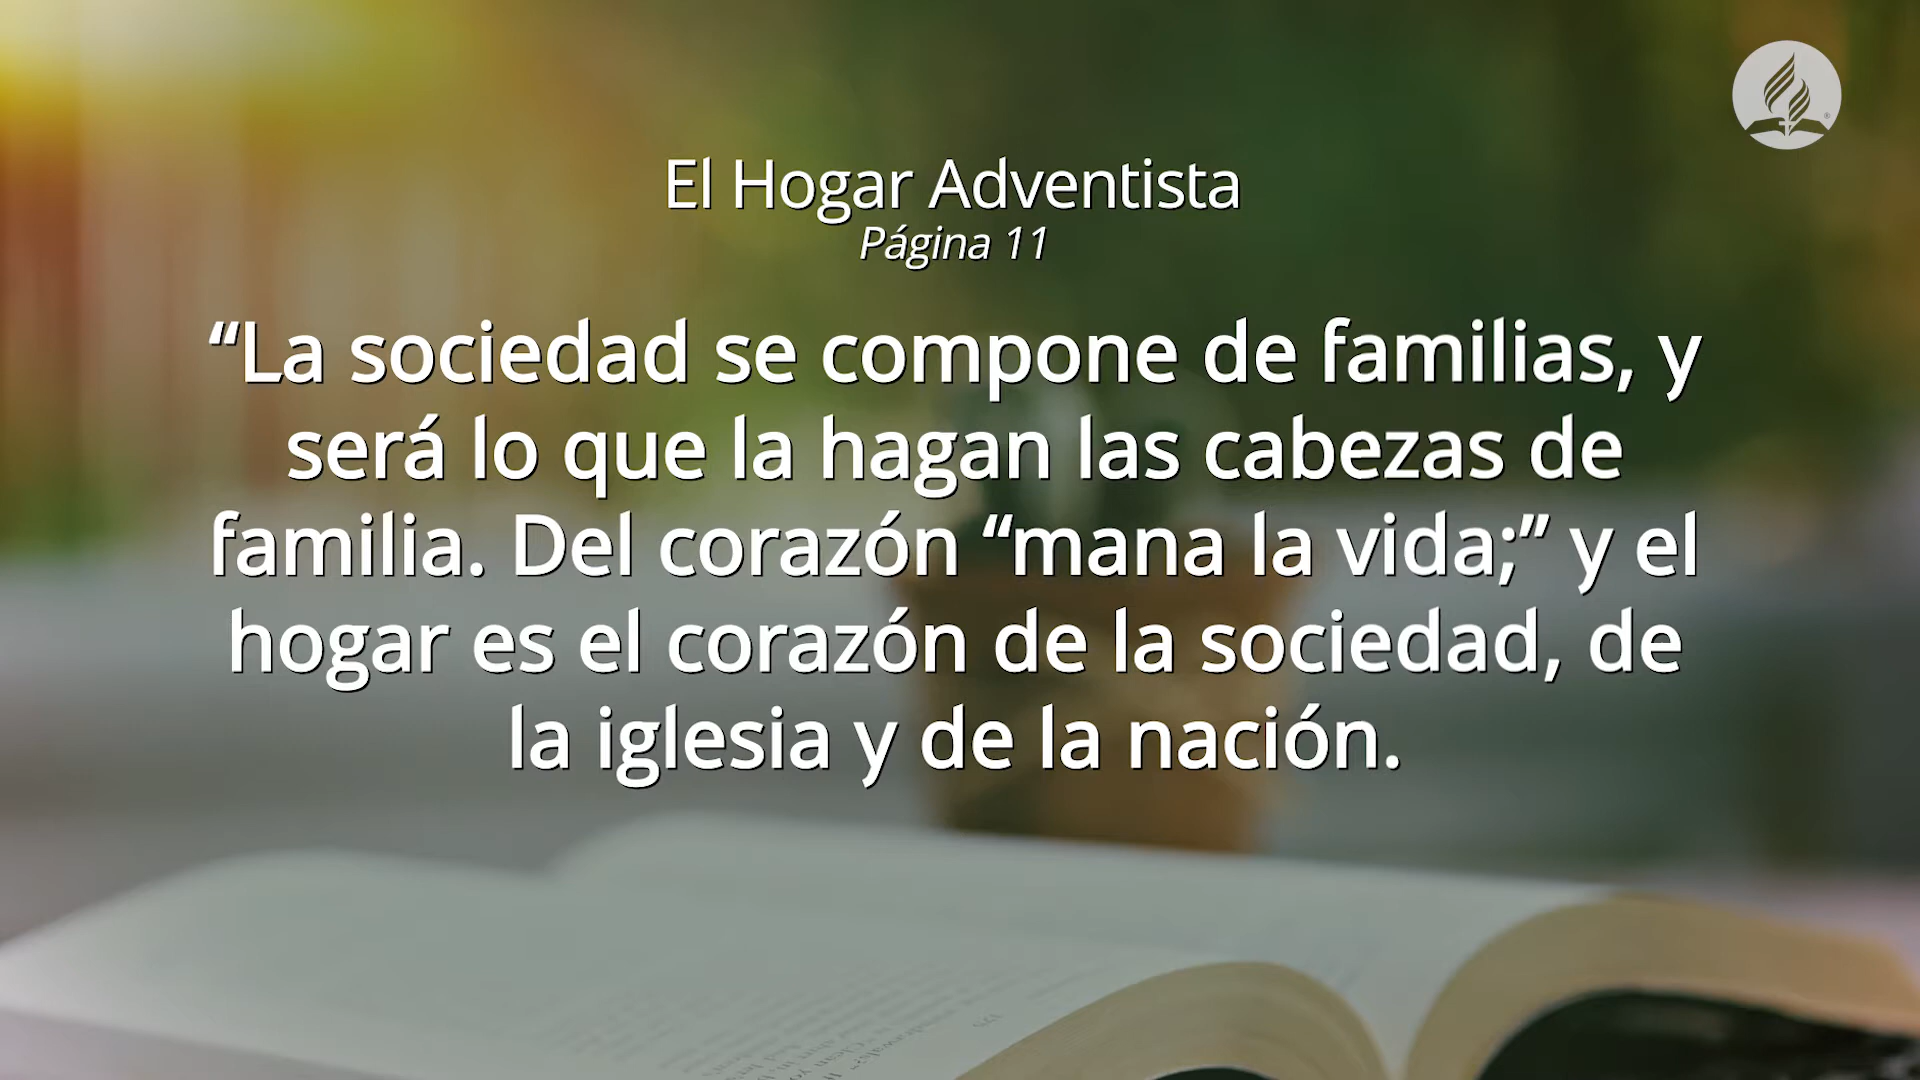 El Hogar Adventista
Página 11
“La sociedad se compone de familias, y
será lo que la hagan las cabezas de
familia. Del corazón “mana la vida;” y el
hogar es el corazón de la sociedad, de
la iglesia y de la nación.